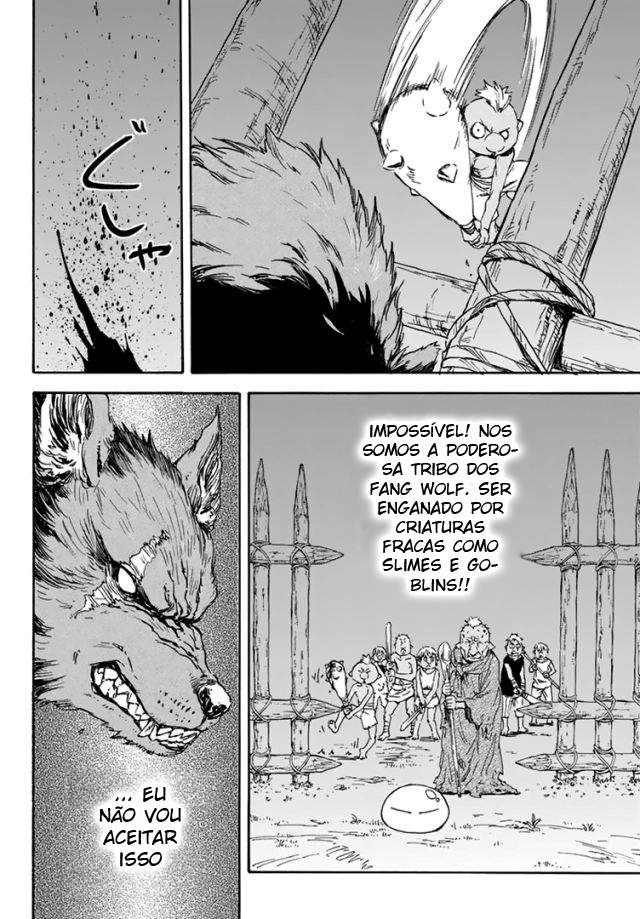 ぐしゃ
IMPOSSÍVEL! NOS
SOMOS A PODERO-
SA TRIBO DOS
FANG WOLF. SER
ENGANADO POR
CRIATURAS
FRACAS COMO
SLIMES E GO-
BLINS!!
... EU
NÃO VOU
ACEITAR
ISSO